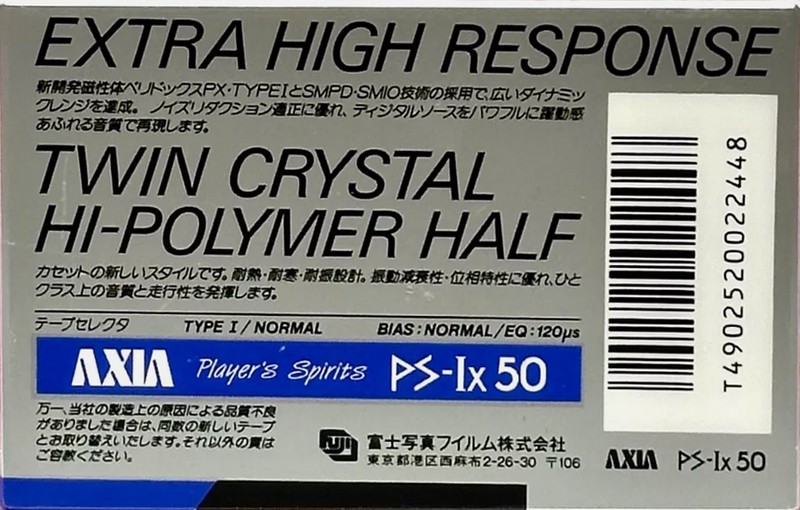 EXTRA HIGH RESPONSE
新開発磁性体ベリドックスPX・TYPEIとSMPD・SMIO技術の採用で、広いダイナミッ
クレンジを達成。ノイズリダクション適正に優れ、ディジタルソースをパワフルに躍動感
あふれる音質で再現します。
TWIN CRYSTAL
HI-POLYMER HALF
カセットの新しいスタイルです。耐熱・耐寒・耐振設計。振動減衰性・位相特性に優れ、ひと
クラス上の音質と走行性を発揮します。
テープセレクタ TYPE I/NORMAL BIAS:NORMAL/EQ:120μs
AXIA Player's Spirits PS-Ix 50
万一、当社の製造上の原因による品質不良
がありました場合は、同数の新しいテープ
とお取り替えいたします。それ以外の責は
ご容赦ください。
FUJI 富士写真フイルム株式会社
東京都港区西麻布2-26-30 〒106
AXIA PS-Ix 50
T4902520022448